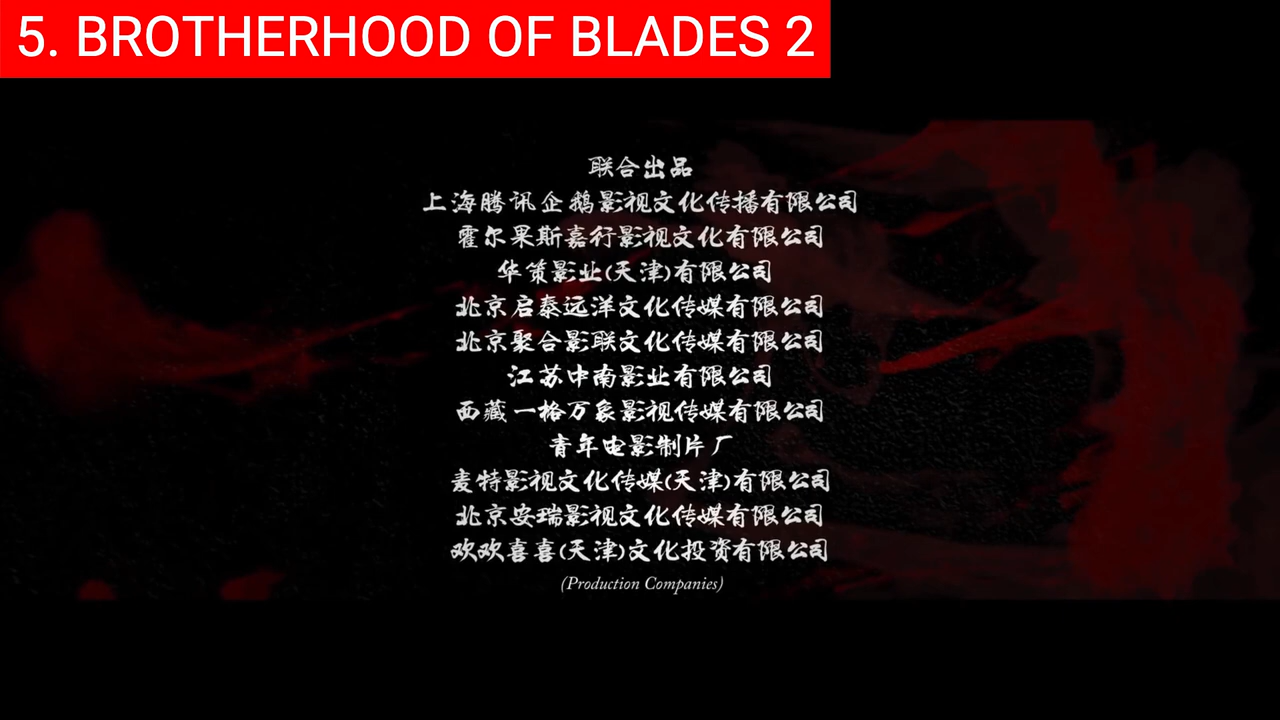 5. BROTHERHOOD OF BLADES 2
联合出品
上海腾讯企鹅影视文化传播有限公司
霍尔果斯嘉行影视文化有限公司
华策影业(天津)有限公司
北京启泰远洋文化传媒有限公司
北京聚合影联文化传媒有限公司
江苏中南影业有限公司
西藏一格万象影视传媒有限公司
青年电影制片厂
麦特影视文化传媒(天津)有限公司
北京安瑞影视文化传媒有限公司
欢欢喜喜(天津)文化投资有限公司
(Production Companies)